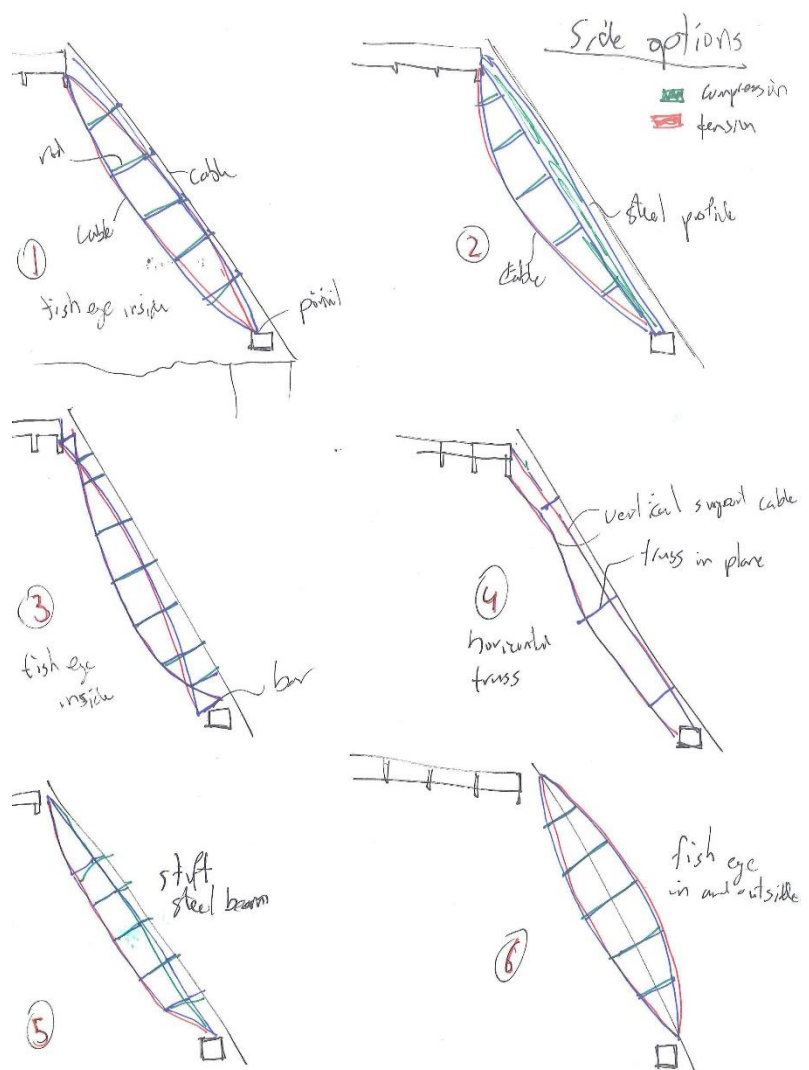 Side options
compression
tension
rod
cable
cable
1
fish eye inside
steel profile
2
cable
3
fish eye
inside
bar
vertical support cable
truss in plane
4
horizontal
truss
stiff
steel beam
5
fish eye
in and outside
6